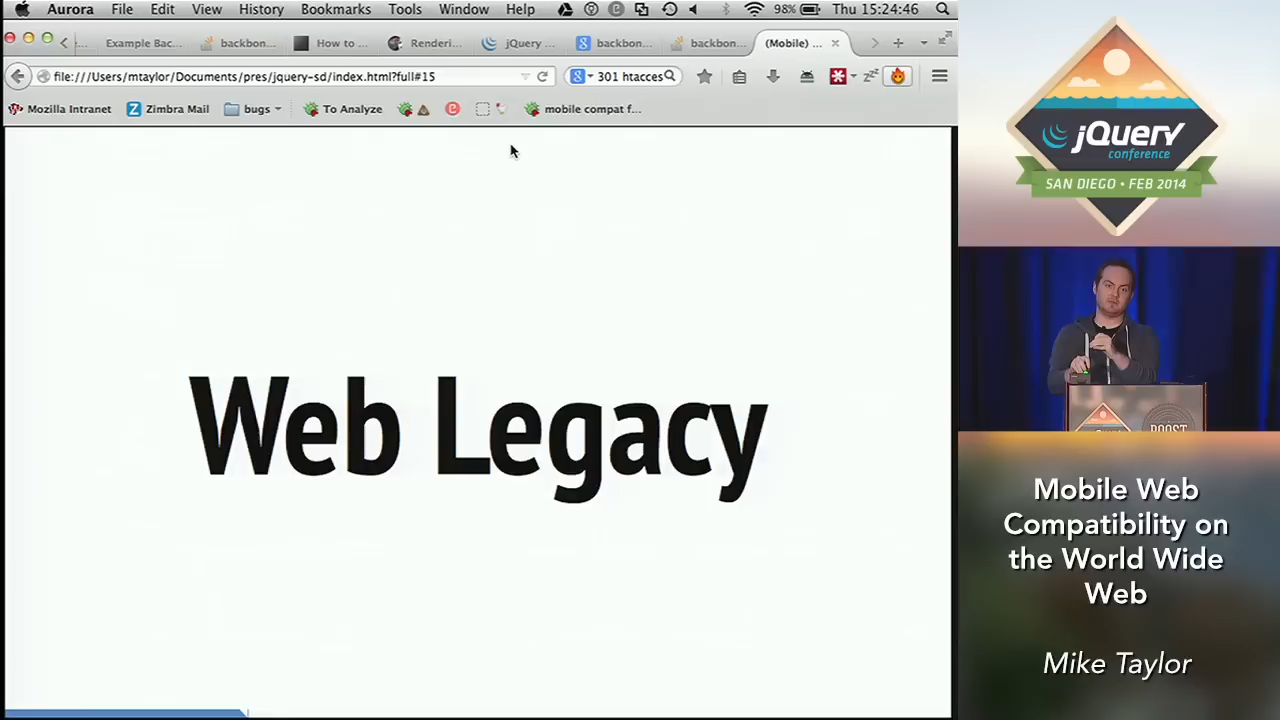 Aurora File Edit View History Bookmarks Tools Window Help 98% Thu 15:24:46
... Example Bac... backbon... How to ... Renderi... jQuery ... backbon... backbon... (Mobile) ...
file:///Users/mtaylor/Documents/pres/jquery-sd/index.html?full#15 301 htacces
Mozilla Intranet Zimbra Mail bugs To Analyze mobile compat f...
Web Legacy
jQuery
conference
SAN DIEGO • FEB 2014
BOOST
Mobile Web
Compatibility on
the World Wide
Web
Mike Taylor